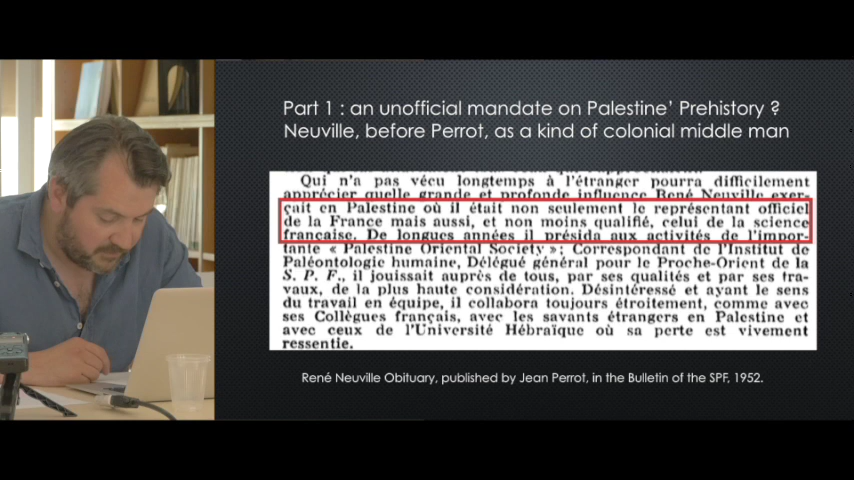 Part 1 : an unofficial mandate on Palestine' Prehistory ?
Neuville, before Perrot, as a kind of colonial middle man
Qui n'a pas vécu longtemps à l'étranger pourra difficilement
apprécier quelle grande et profonde influence René Neuville exer-
çait en Palestine où il était non seulement le représentant officiel
de la France mais aussi, et non moins qualifié, celui de la science
française. De longues années il présida aux activités de l'impor-
tante « Palestine Oriental Society »; Correspondant de l'Institut de
Paléontologie humaine, Délégué général pour le Proche-Orient de la
S. P. F., il jouissait auprès de tous, par ses qualités et par ses tra-
vaux, de la plus haute considération. Désintéressé et ayant le sens
du travail en équipe, il collabora toujours étroitement, comme avec
ses Collègues français, avec les savants étrangers en Palestine et
avec ceux de l'Université Hébraïque où sa perte est vivement
ressentie.
René Neuville Obituary, published by Jean Perrot, in the Bulletin of the SPF, 1952.